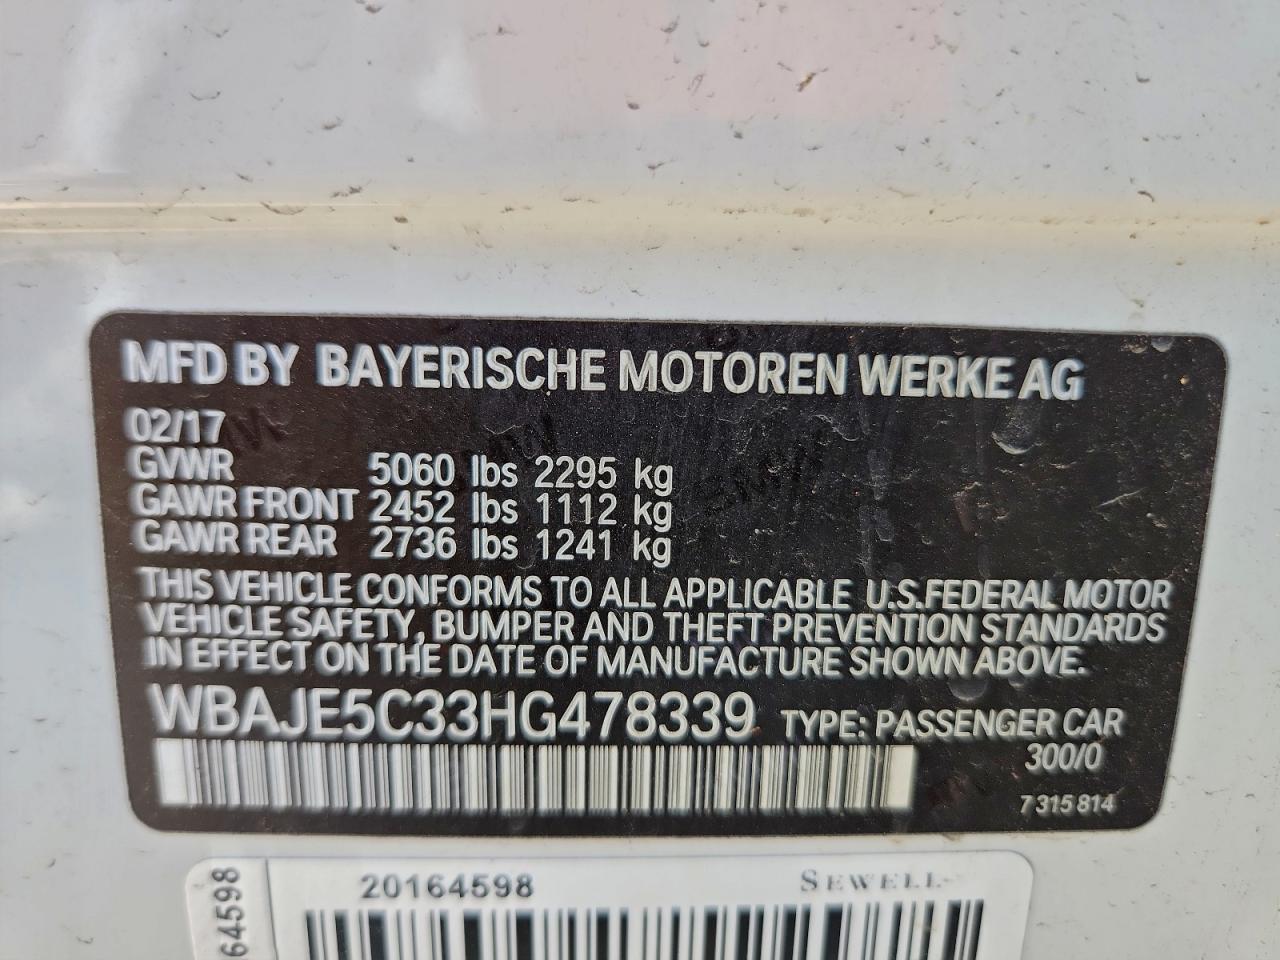 MFD BY BAYERISCHE MOTOREN WERKE AG
02/17
GVWR 5060 lbs 2295 kg
GAWR FRONT 2452 lbs 1112 kg
GAWR REAR 2736 lbs 1241 kg
THIS VEHICLE CONFORMS TO ALL APPLICABLE U.S.FEDERAL MOTOR
VEHICLE SAFETY, BUMPER AND THEFT PREVENTION STANDARDS
IN EFFECT ON THE DATE OF MANUFACTURE SHOWN ABOVE.
WBAJE5C33HG478339 TYPE: PASSENGER CAR
300/0
7 315 814
20164598 SEWELL
64598